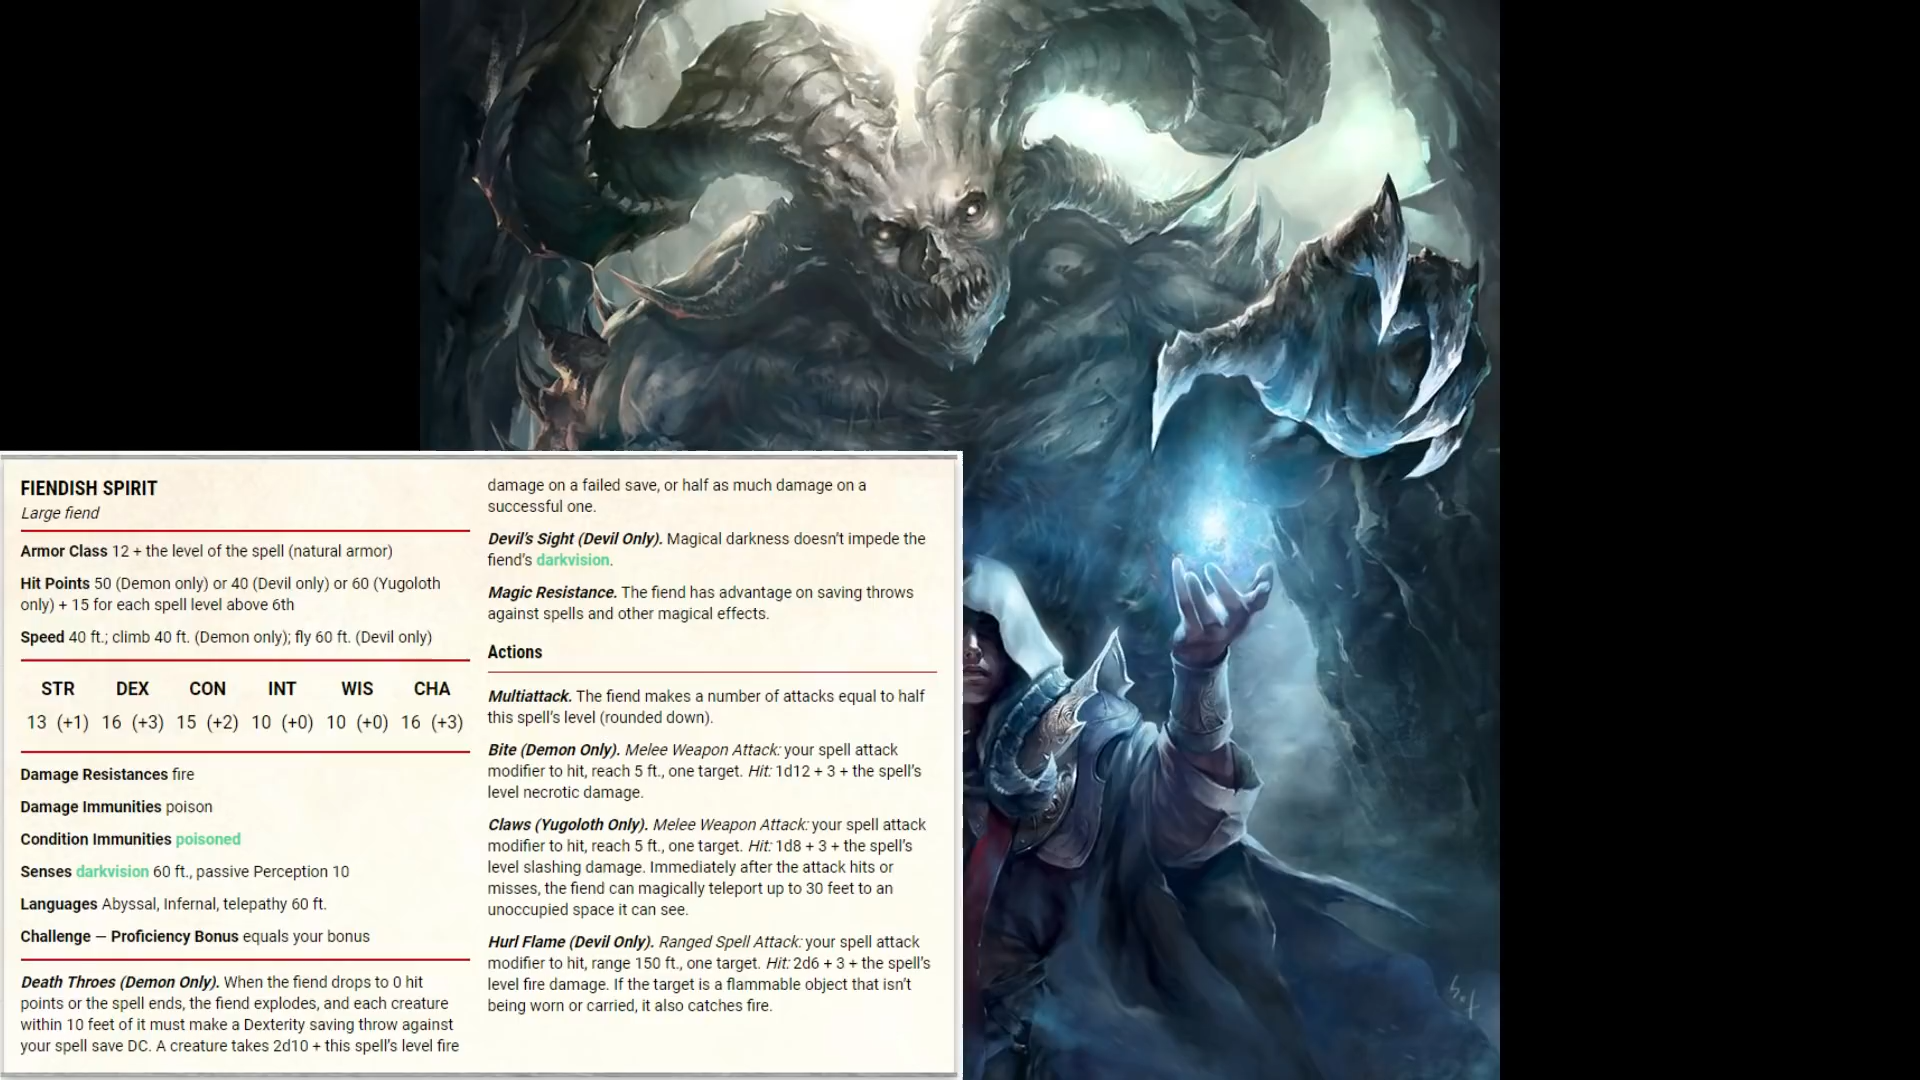 FIENDISH SPIRIT
Large fiend
Armor Class 12 + the level of the spell (natural armor)
Hit Points 50 (Demon only) or 40 (Devil only) or 60 (Yugoloth
only) + 15 for each spell level above 6th
Speed 40 ft.; climb 40 ft. (Demon only); fly 60 ft. (Devil only)
STR DEX CON INT WIS CHA
13 (+1) 16 (+3) 15 (+2) 10 (+0) 10 (+0) 16 (+3)
Damage Resistances fire
Damage Immunities poison
Condition Immunities poisoned
Senses darkvision 60 ft., passive Perception 10
Languages Abyssal, Infernal, telepathy 60 ft.
Challenge — Proficiency Bonus equals your bonus
Death Throes (Demon Only). When the fiend drops to 0 hit
points or the spell ends, the fiend explodes, and each creature
within 10 feet of it must make a Dexterity saving throw against
your spell save DC. A creature takes 2d10 + this spell's level fire
damage on a failed save, or half as much damage on a
successful one.
Devil's Sight (Devil Only). Magical darkness doesn't impede the
fiend's darkvision.
Magic Resistance. The fiend has advantage on saving throws
against spells and other magical effects.
Actions
Multiattack. The fiend makes a number of attacks equal to half
this spell's level (rounded down).
Bite (Demon Only). Melee Weapon Attack: your spell attack
modifier to hit, reach 5 ft., one target. Hit: 1d12 + 3 + the spell's
level necrotic damage.
Claws (Yugoloth Only). Melee Weapon Attack: your spell attack
modifier to hit, reach 5 ft., one target. Hit: 1d8 + 3 + the spell's
level slashing damage. Immediately after the attack hits or
misses, the fiend can magically teleport up to 30 feet to an
unoccupied space it can see.
Hurl Flame (Devil Only). Ranged Spell Attack: your spell attack
modifier to hit, range 150 ft., one target. Hit: 2d6 + 3 + the spell's
level fire damage. If the target is a flammable object that isn't
being worn or carried, it also catches fire.